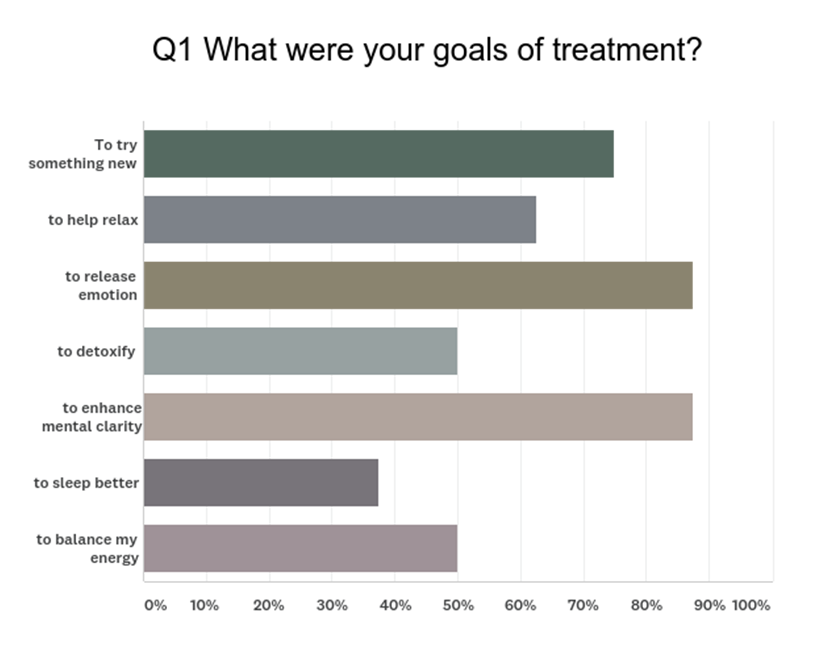 Q1 What were your goals of treatment?
To try
something new
to help relax
to release
emotion
to detoxify
to enhance
mental clarity
to sleep better
to balance my
energy
0% 10% 20% 30% 40% 50% 60% 70% 80% 90% 100%